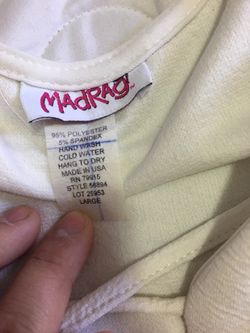 MADRAG!
95% POLYESTER
5% SPANDEX
HAND WASH
COLD WATER
HANG TO DRY
MADE IN USA
RN 79915
STYLE 56894
LOT 25953
LARGE